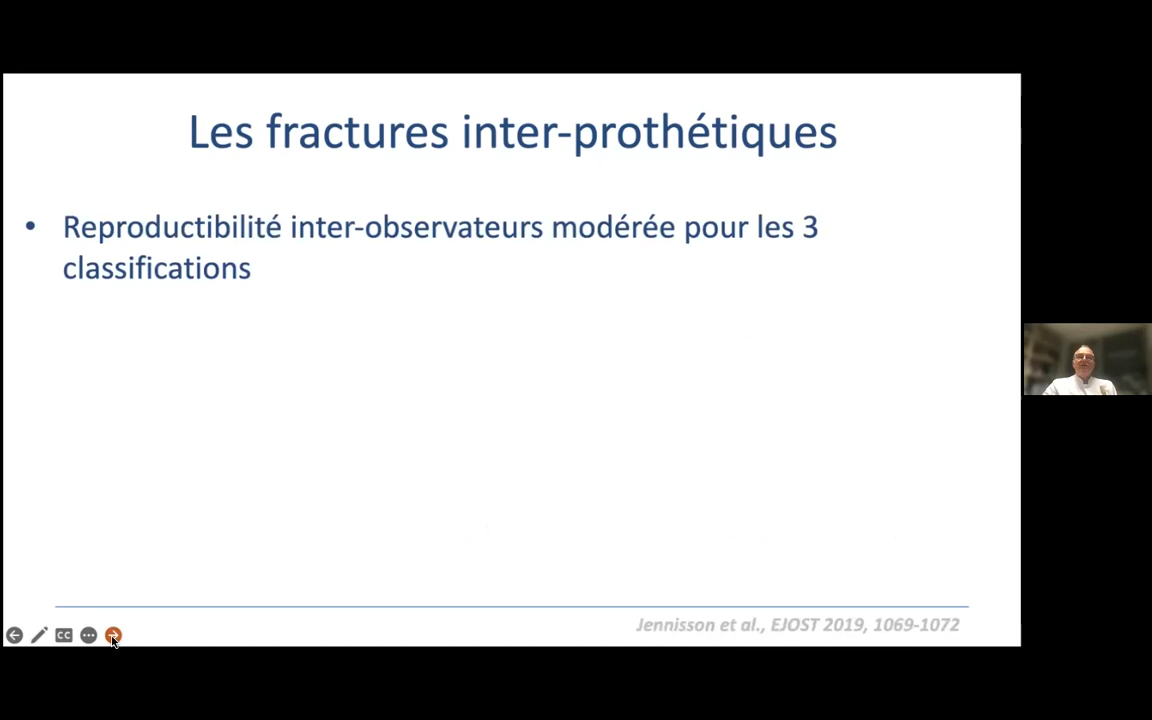 Les fractures inter-prothétiques
• Reproductibilité inter-observateurs modérée pour les 3
classifications
Jennisson et al., EJOST 2019, 1069-1072
CC